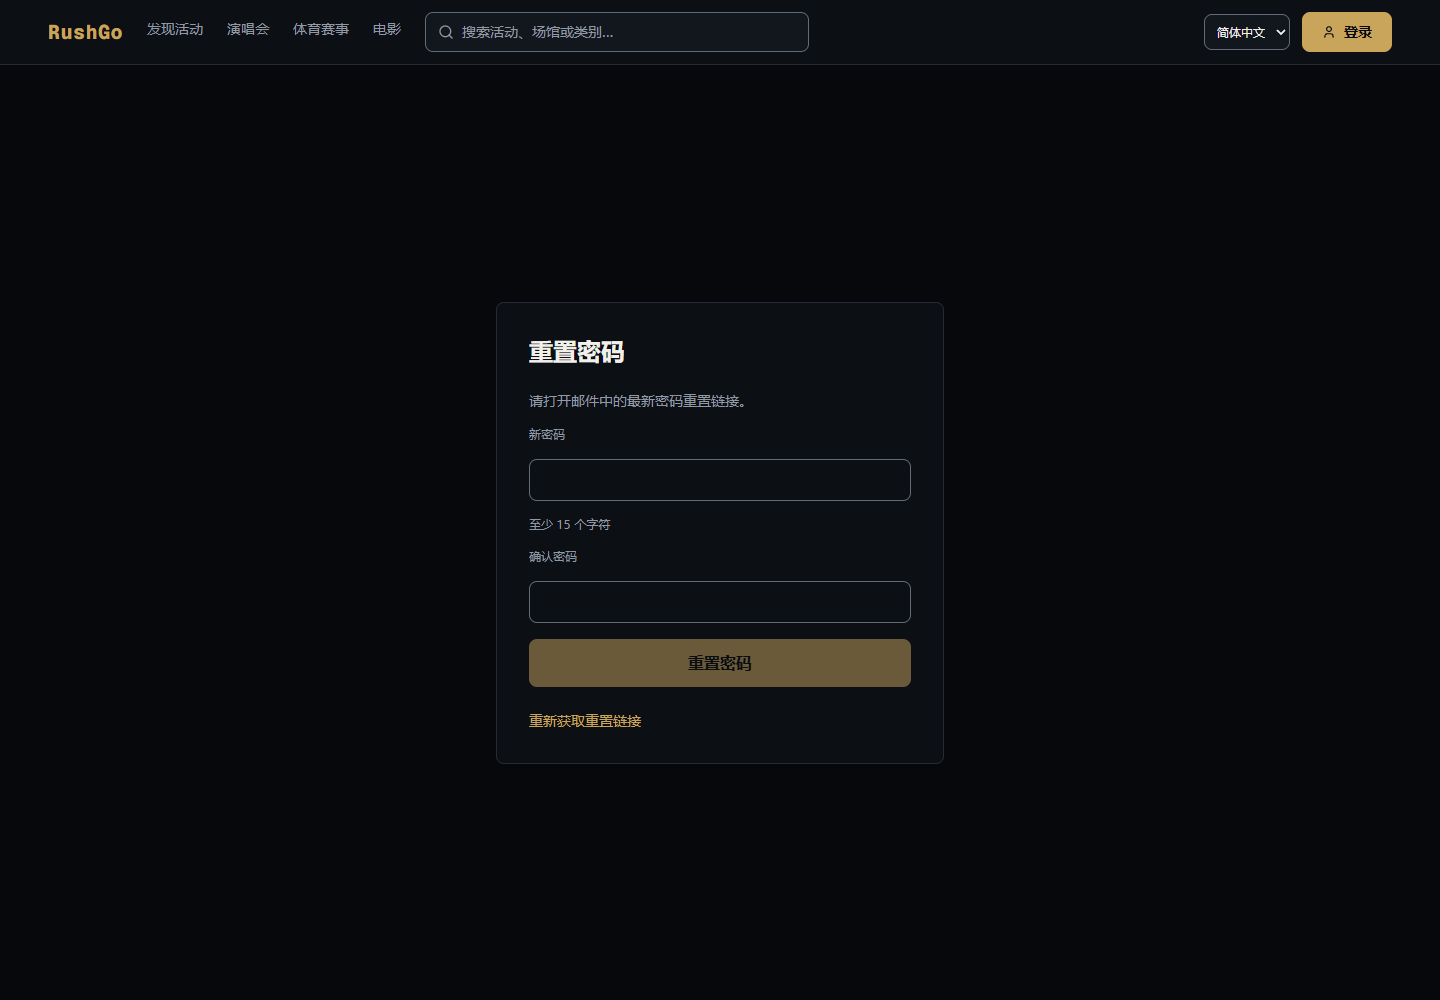 RushGo
发现活动
演唱会
体育赛事
电影
搜索活动、场馆或类别...
简体中文
登录
重置密码
请打开邮件中的最新密码重置链接。
新密码
至少 15 个字符
确认密码
重置密码
重新获取重置链接